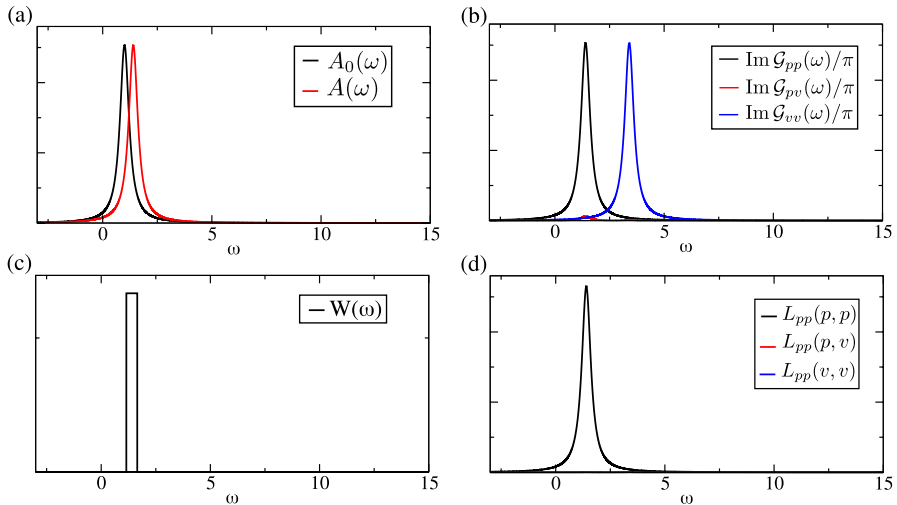 (a)
A₀(ω)
A(ω)
0 5 10 15
ω
(b)
Im 𝒢ₚₚ(ω)/π
Im 𝒢ₚᵥ(ω)/π
Im 𝒢ᵥᵥ(ω)/π
0 5 10 15
ω
(c)
W(ω)
0 5 10 15
ω
(d)
Lₚₚ(p, p)
Lₚₚ(p, v)
Lₚₚ(v, v)
0 5 10 15
ω